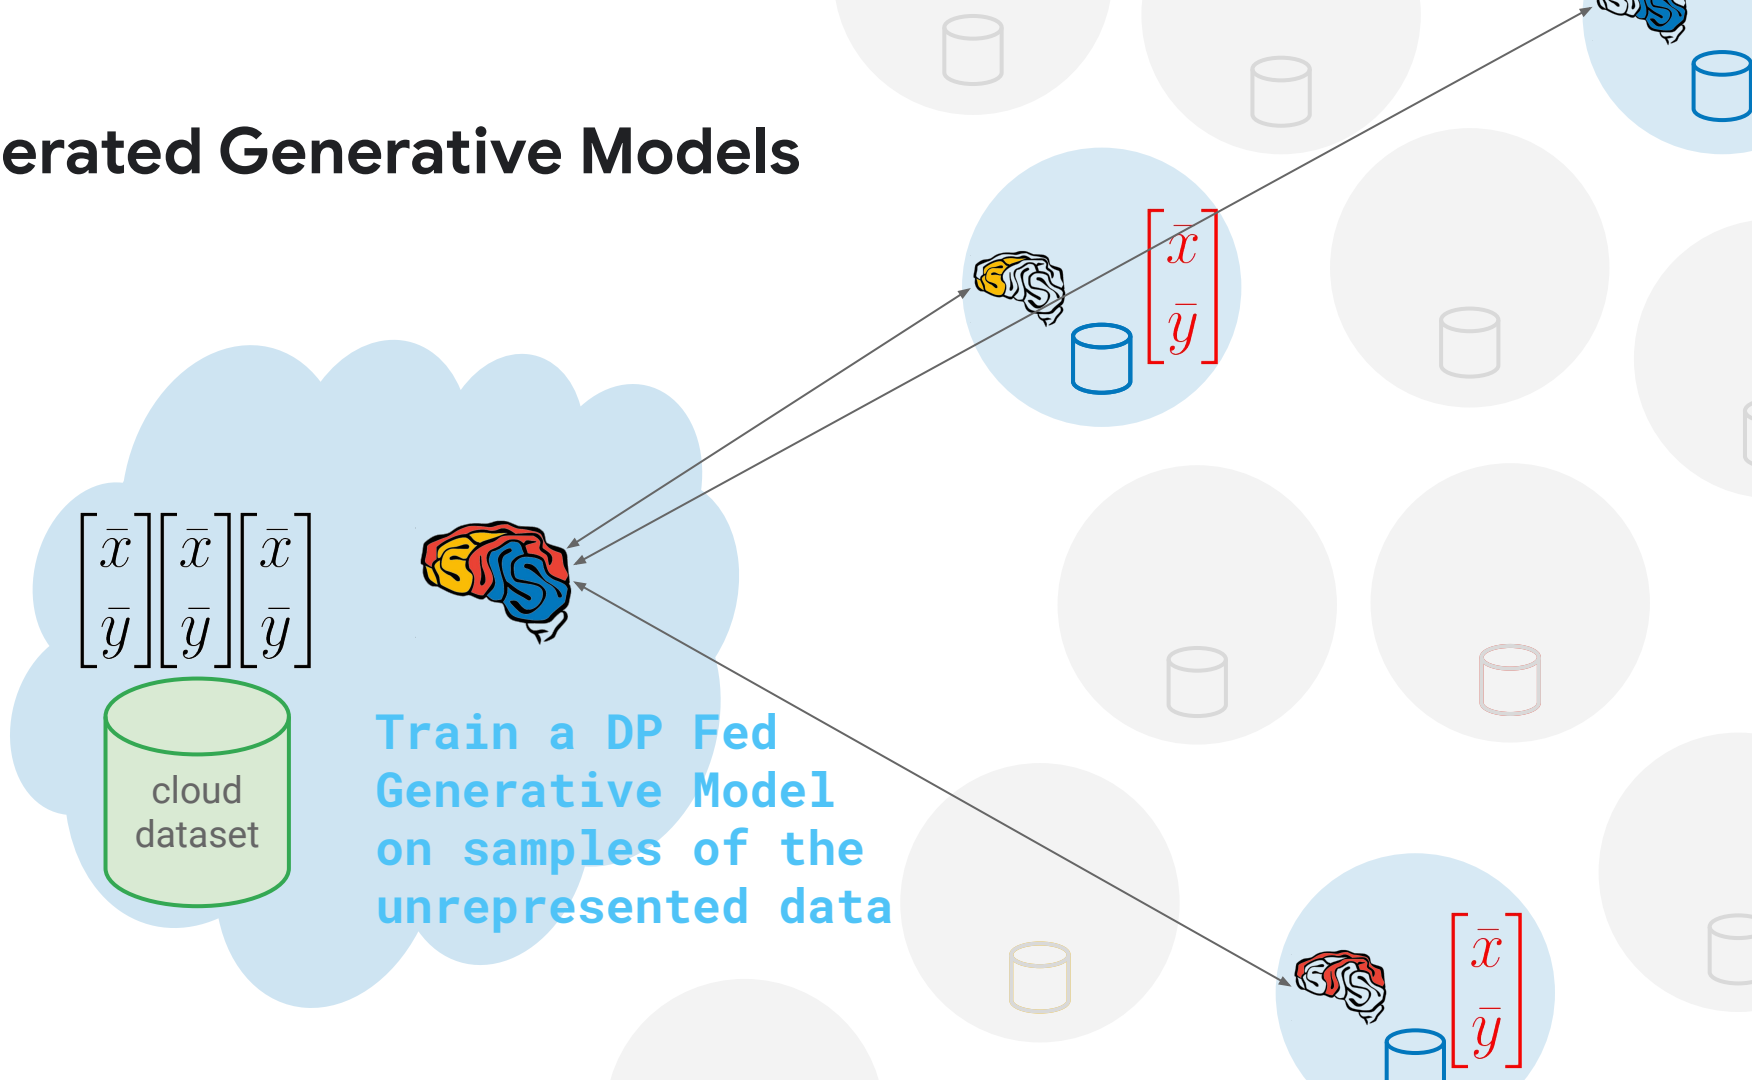 erated Generative Models
[x̄ ȳ]
[x̄ ȳ] [x̄ ȳ] [x̄ ȳ]
cloud
dataset
Train a DP Fed
Generative Model
on samples of the
unrepresented data
[x̄ ȳ]